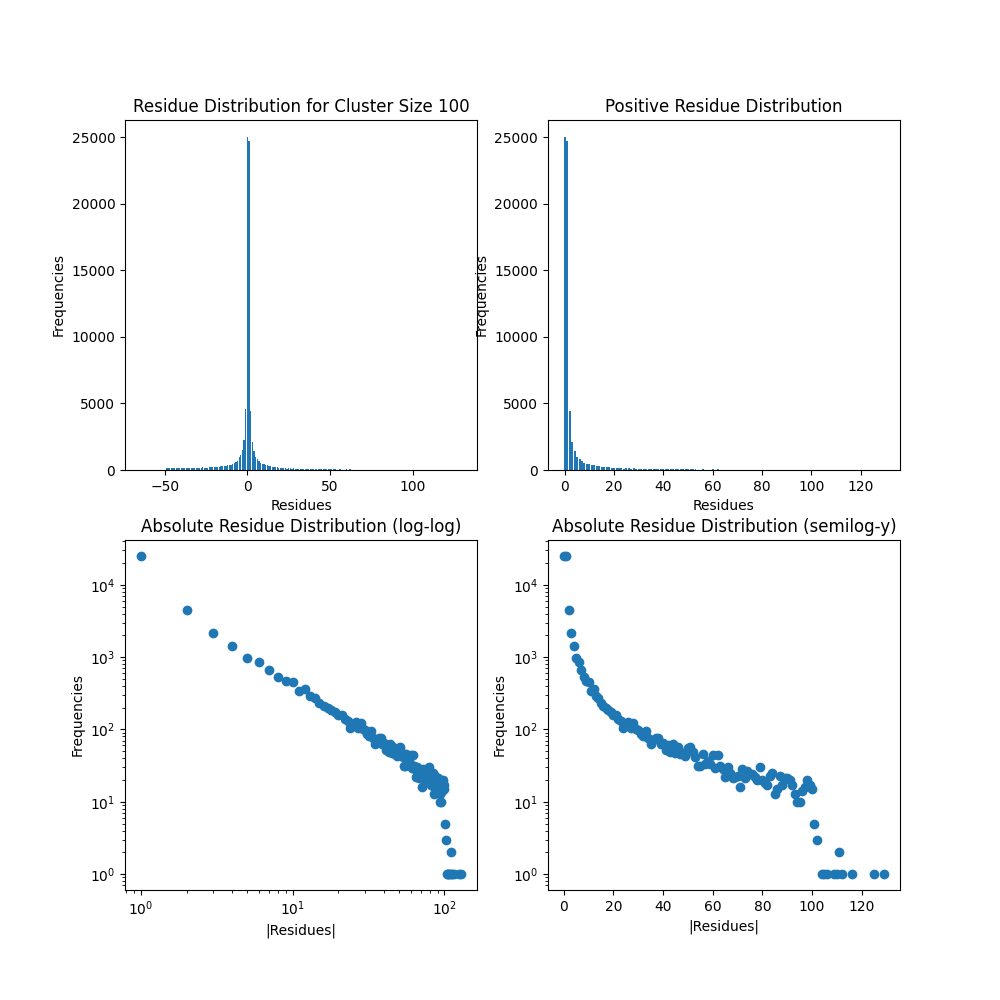 Residue Distribution for Cluster Size 100
Frequencies
25000
20000
15000
10000
5000
0
−50 0 50 100
Residues
Positive Residue Distribution
Frequencies
25000
20000
15000
10000
5000
0
0 20 40 60 80 100 120
Residues
Absolute Residue Distribution (log-log)
Frequencies
10⁴
10³
10²
10¹
10⁰
10⁰ 10¹ 10²
|Residues|
Absolute Residue Distribution (semilog-y)
Frequencies
10⁴
10³
10²
10¹
10⁰
0 20 40 60 80 100 120
|Residues|